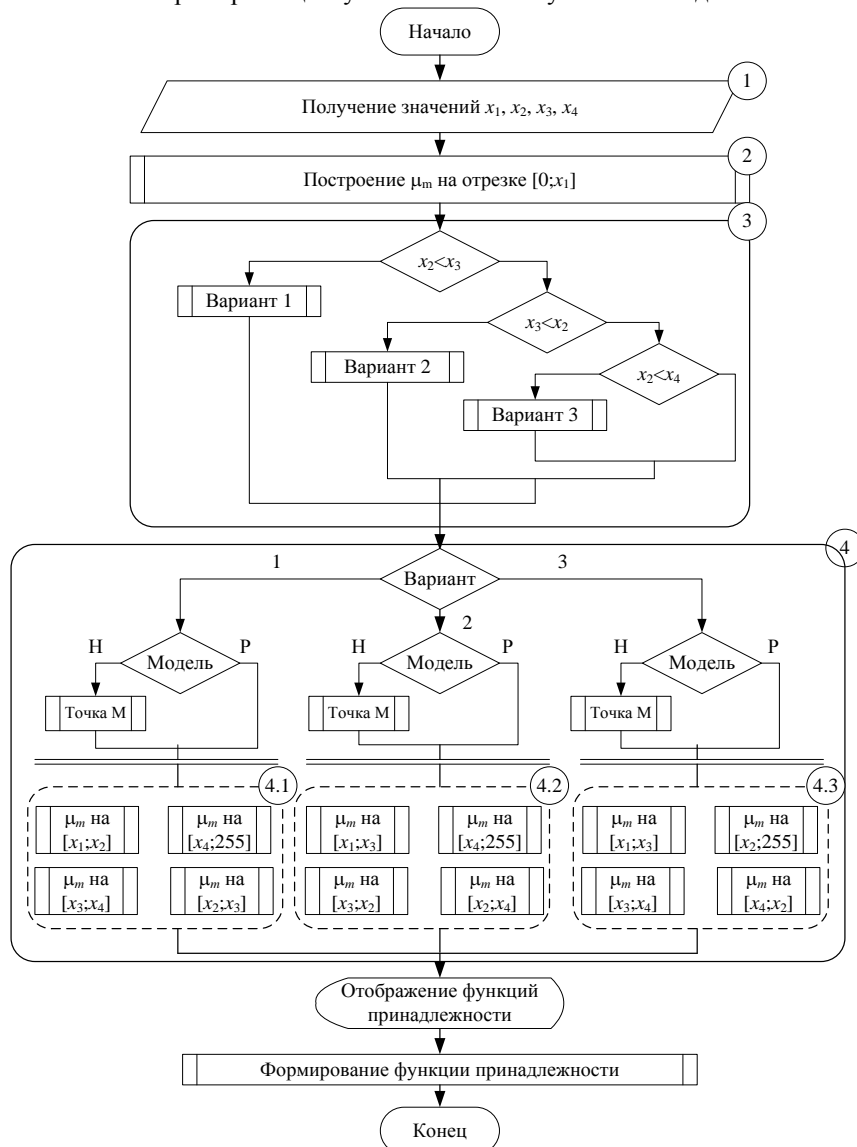 Начало
1
Получение значений x1, x2, x3, x4
2
Построение μm на отрезке [0;x1]
3
x2<x3
Вариант 1
x3<x2
Вариант 2
x2<x4
Вариант 3
4
1
Вариант
3
2
Н
Модель
Р
Н
Модель
Р
Н
Модель
Р
Точка М
Точка М
Точка М
4.1
4.2
4.3
μm на
[x1;x2]
μm на
[x4;255]
μm на
[x3;x4]
μm на
[x2;x3]
μm на
[x1;x3]
μm на
[x4;255]
μm на
[x3;x2]
μm на
[x2;x4]
μm на
[x1;x3]
μm на
[x2;255]
μm на
[x3;x4]
μm на
[x4;x2]
Отображение функций
принадлежности
Формирование функции принадлежности
Конец